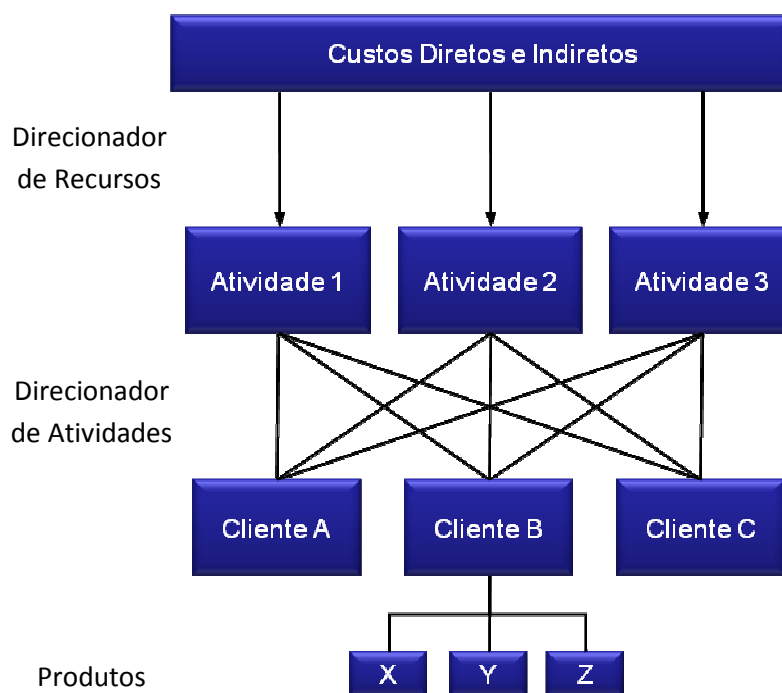 Custos Diretos e Indiretos
Direcionador
de Recursos
Atividade 1
Atividade 2
Atividade 3
Direcionador
de Atividades
Cliente A
Cliente B
Cliente C
Produtos
X
Y
Z